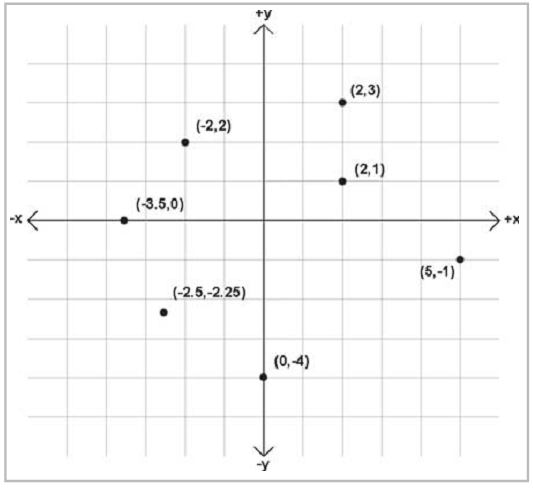 +y
(2,3)
(-2,2)
(2,1)
(-3.5,0)
-x
+x
(5,-1)
(-2.5,-2.25)
(0,-4)
-y